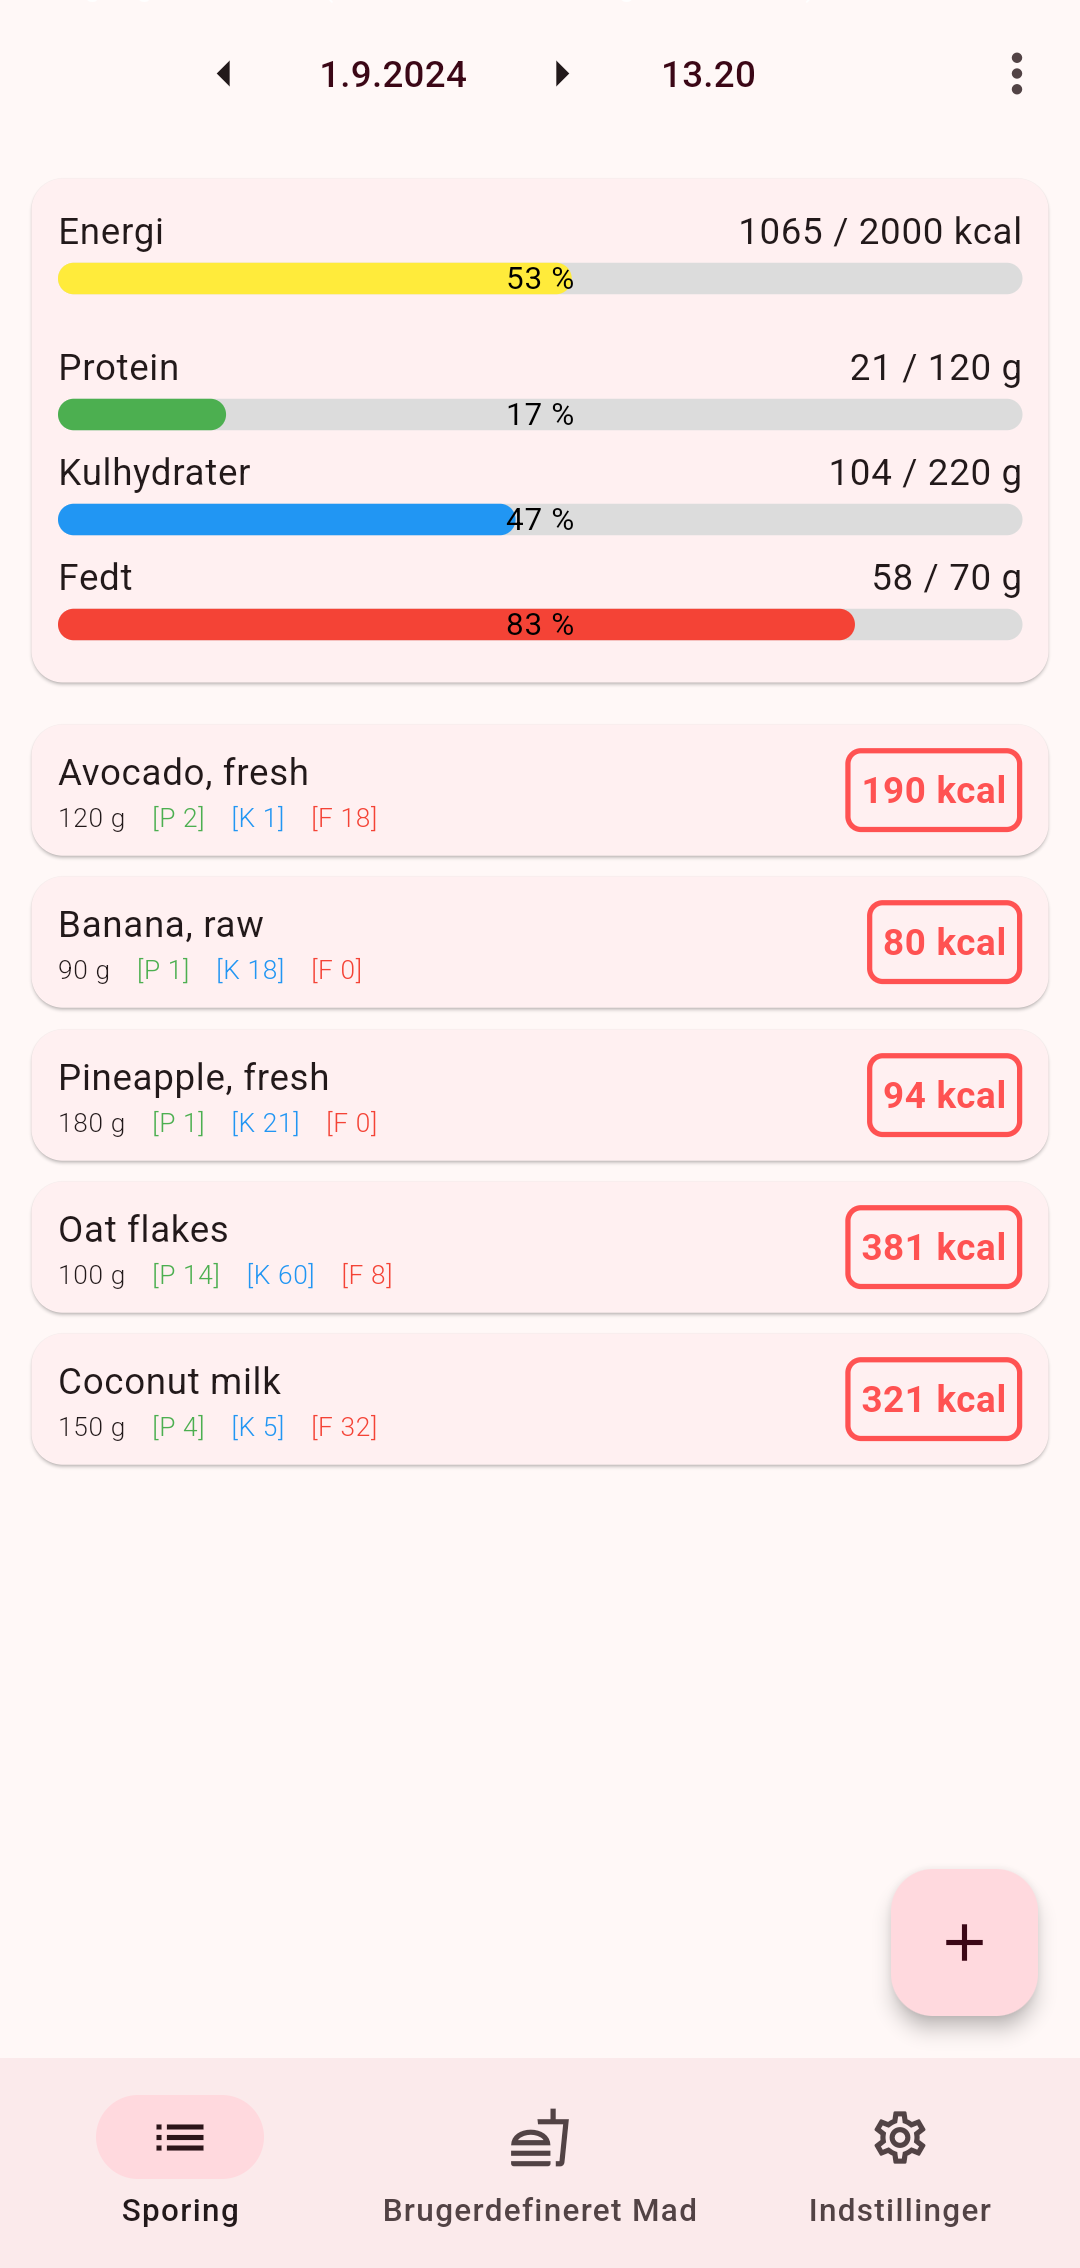 1.9.2024 13.20
Energi 1065 / 2000 kcal
53 %
Protein 21 / 120 g
17 %
Kulhydrater 104 / 220 g
47 %
Fedt 58 / 70 g
83 %
Avocado, fresh
120 g [P 2] [K 1] [F 18]
190 kcal
Banana, raw
90 g [P 1] [K 18] [F 0]
80 kcal
Pineapple, fresh
180 g [P 1] [K 21] [F 0]
94 kcal
Oat flakes
100 g [P 14] [K 60] [F 8]
381 kcal
Coconut milk
150 g [P 4] [K 5] [F 32]
321 kcal
Sporing Brugerdefineret Mad Indstillinger